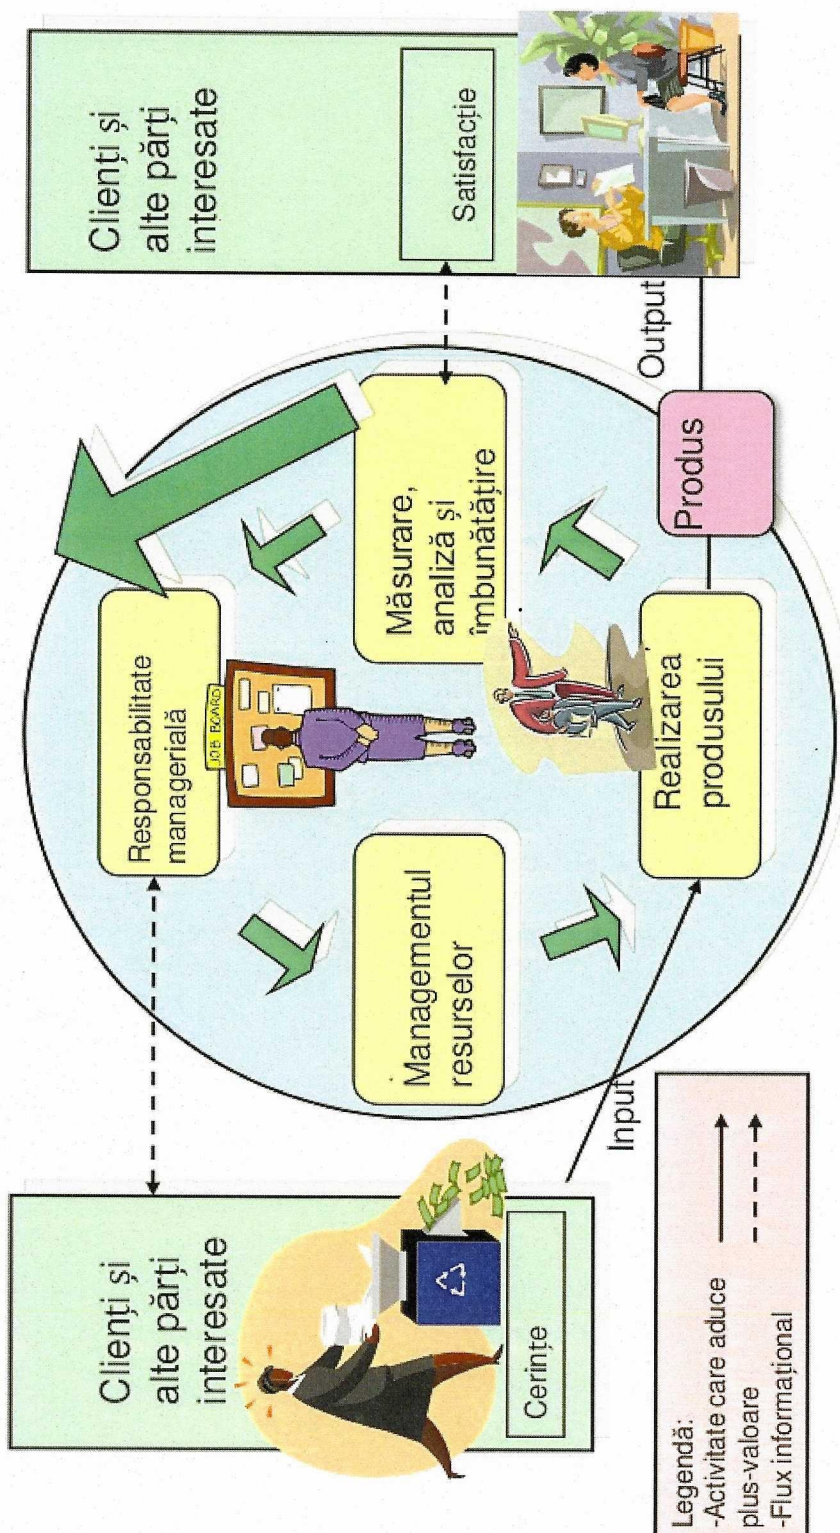 Clienți și
alte părți
interesate
Cerințe
Input
Responsabilitate
managerială
JOB BOARD
Managementul
resurselor
Măsurare,
analiză și
îmbunătățire
Realizarea
produsului
Produs
Output
Clienți și
alte părți
interesate
Satisfacție
Legendă:
-Activitate care aduce
plus-valoare
-Flux informațional